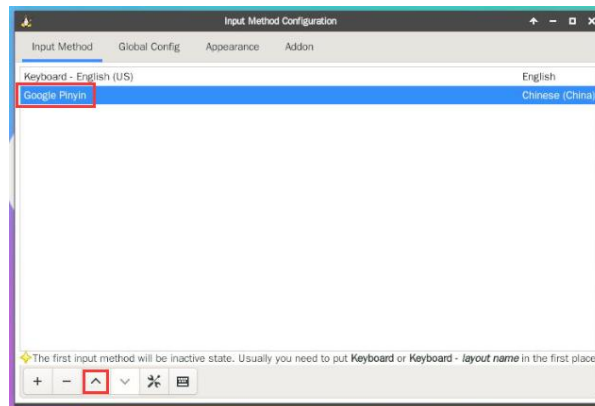 Input Method Configuration
Input Method Global Config Appearance Addon
Keyboard - English (US) English
Google Pinyin Chinese (China)
The first input method will be inactive state. Usually you need to put Keyboard or Keyboard - layout name in the first place